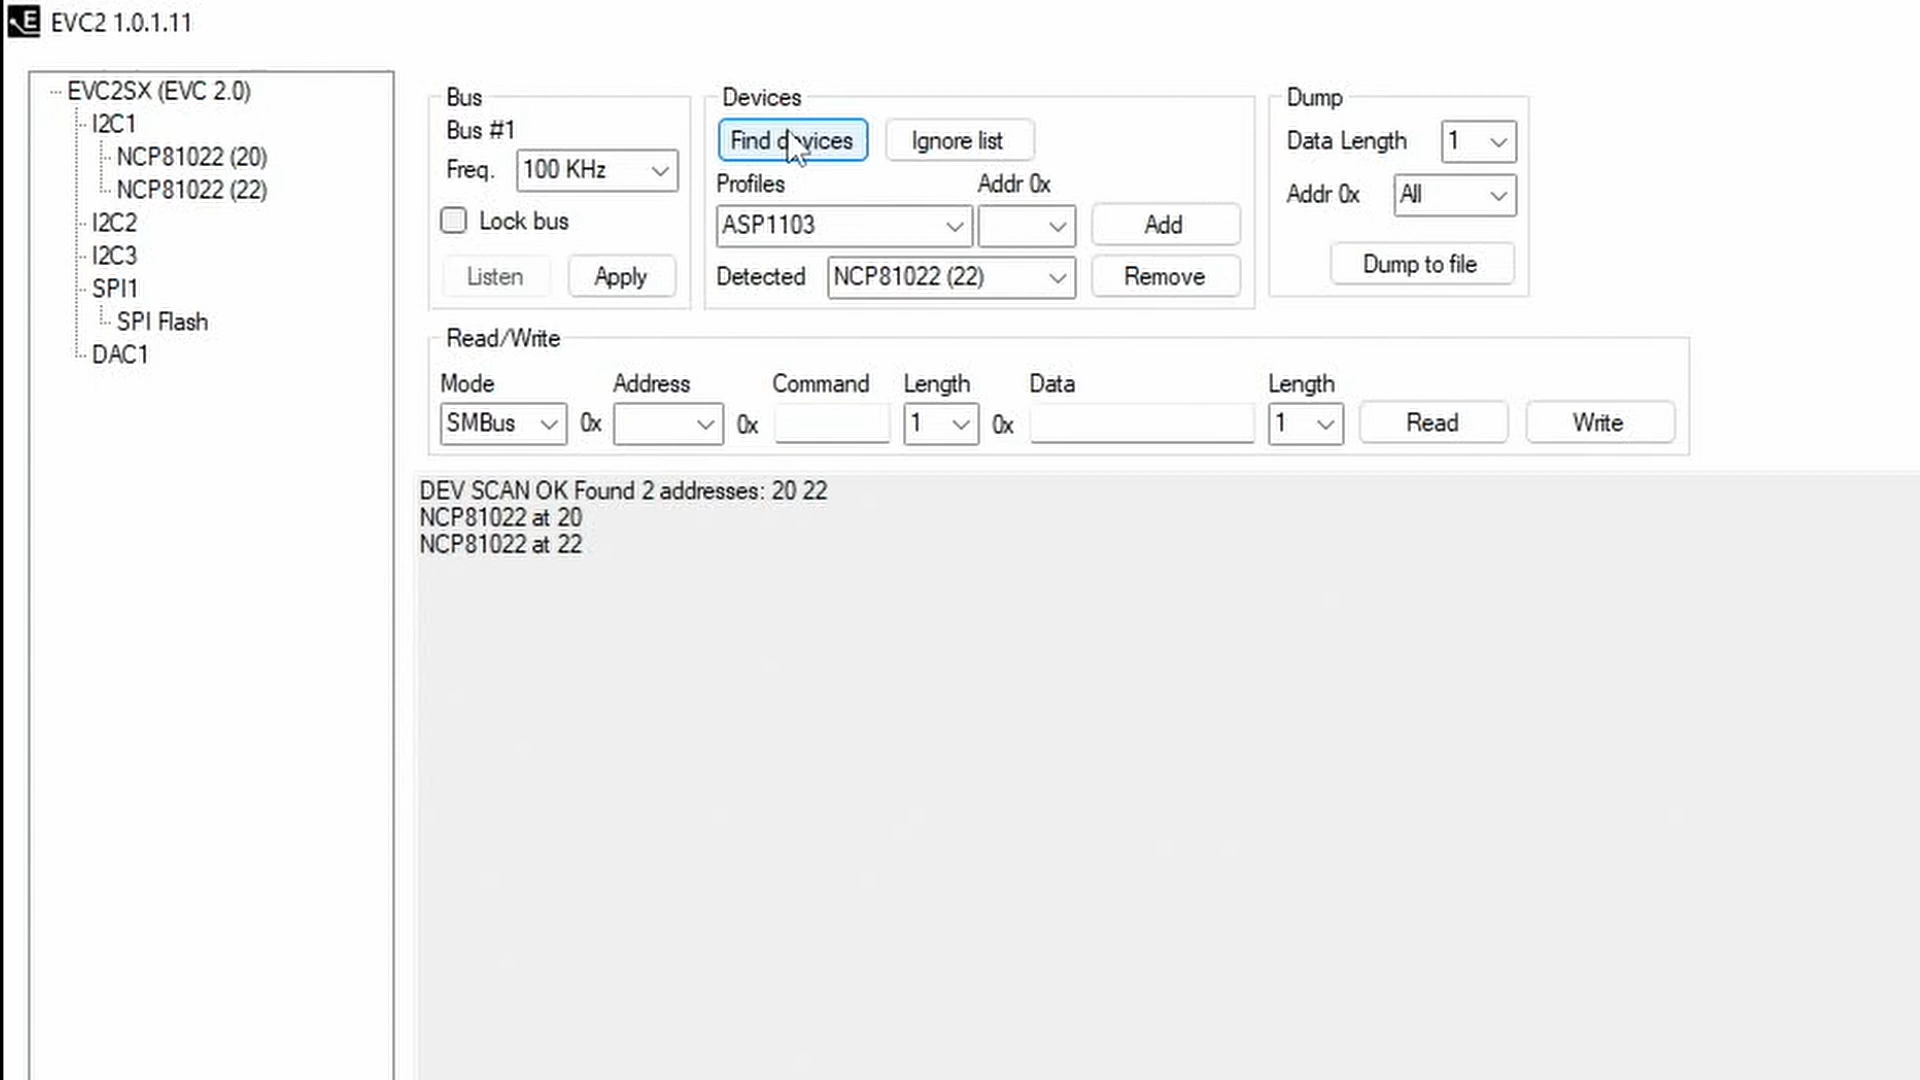 EVC2 1.0.1.11
EVC2SX (EVC 2.0)
I2C1
NCP81022 (20)
NCP81022 (22)
I2C2
I2C3
SPI1
SPI Flash
DAC1
Bus
Bus #1
Freq. 100 KHz
Lock bus
Listen Apply
Devices
Find devices Ignore list
Profiles Addr 0x
ASP1103 Add
Detected NCP81022 (22) Remove
Dump
Data Length 1
Addr 0x All
Dump to file
Read/Write
Mode Address Command Length Data Length
SMBus 0x 0x 1 0x 1 Read Write
DEV SCAN OK Found 2 addresses: 20 22
NCP81022 at 20
NCP81022 at 22